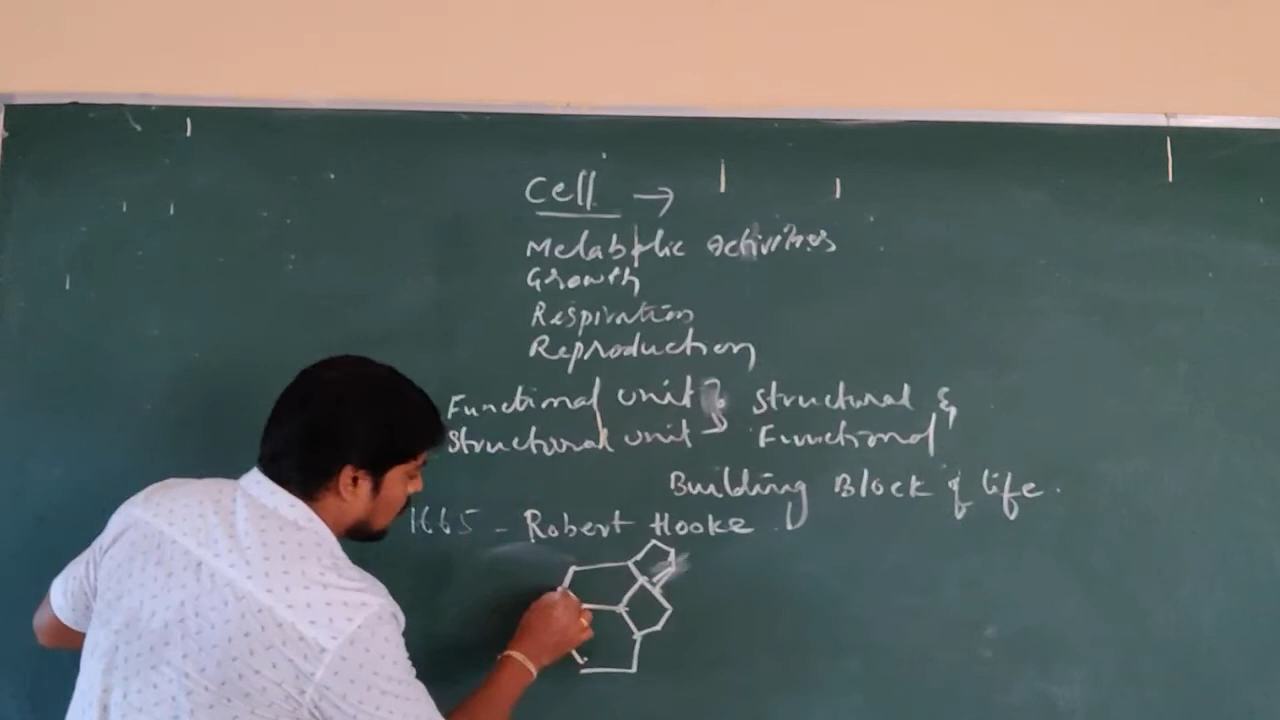 Cell →
Metabolic activities
Growth
Respiration
Reproduction
Functional unit & structural &
structural unit → Functional
Building Block of life.
1665 - Robert Hooke.